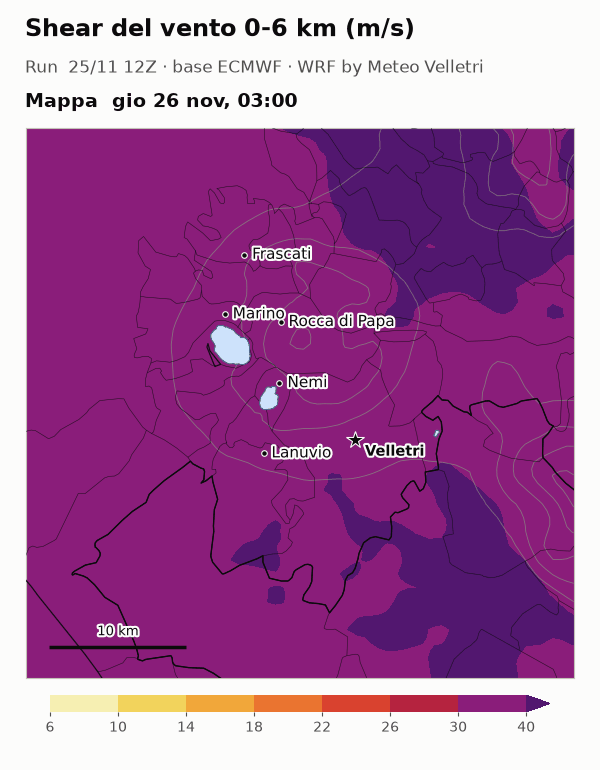 Shear del vento 0-6 km (m/s)
Run  25/11 12Z · base ECMWF · WRF by Meteo Velletri
Mappa  gio 26 nov, 03:00
Frascati
Marino
Rocca di Papa
Nemi
Velletri
Lanuvio
10 km
6 10 14 18 22 26 30 40